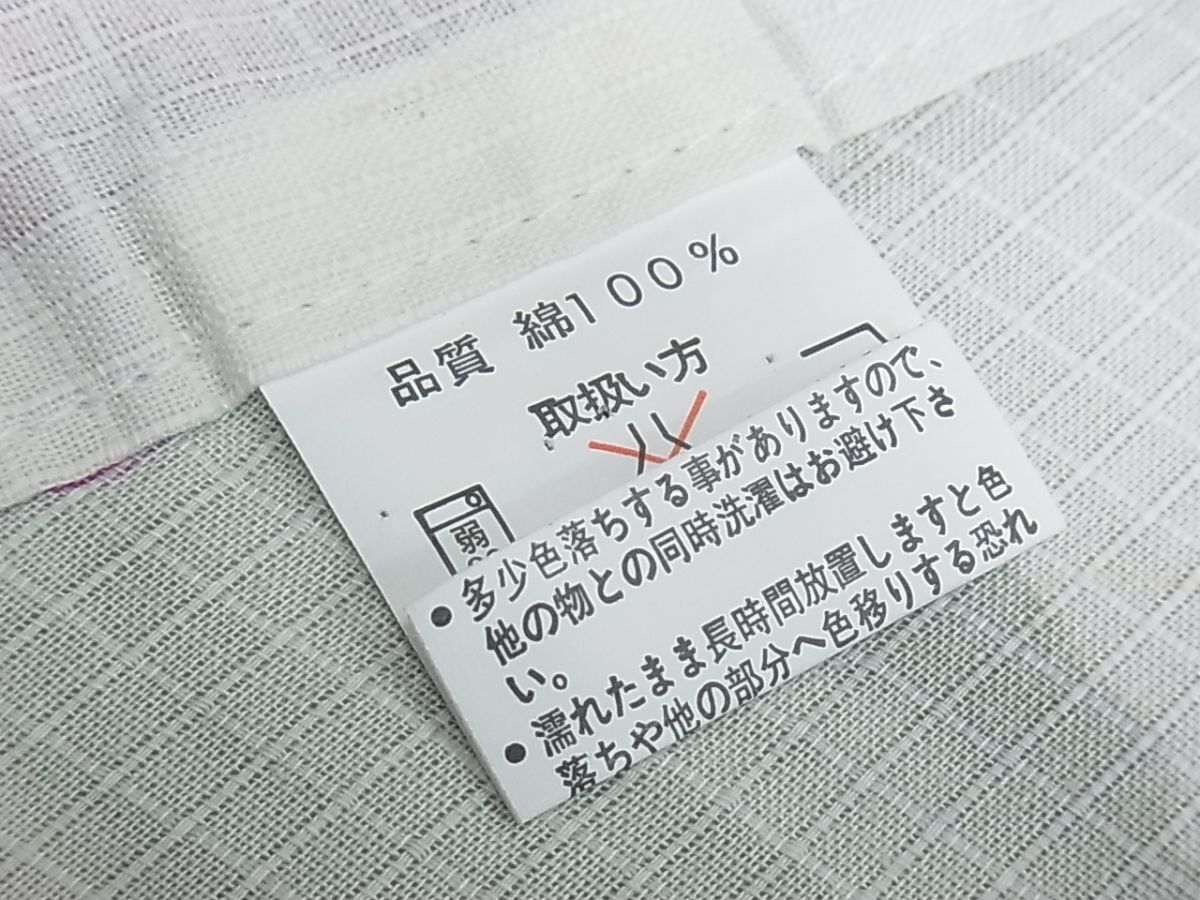 品質 綿100%
取扱い方
弱
●多少色落ちする事がありますので、
他の物との同時洗濯はお避け下さ
い。
●濡れたまま長時間放置しますと色
落ちや他の部分へ色移りする恐れ